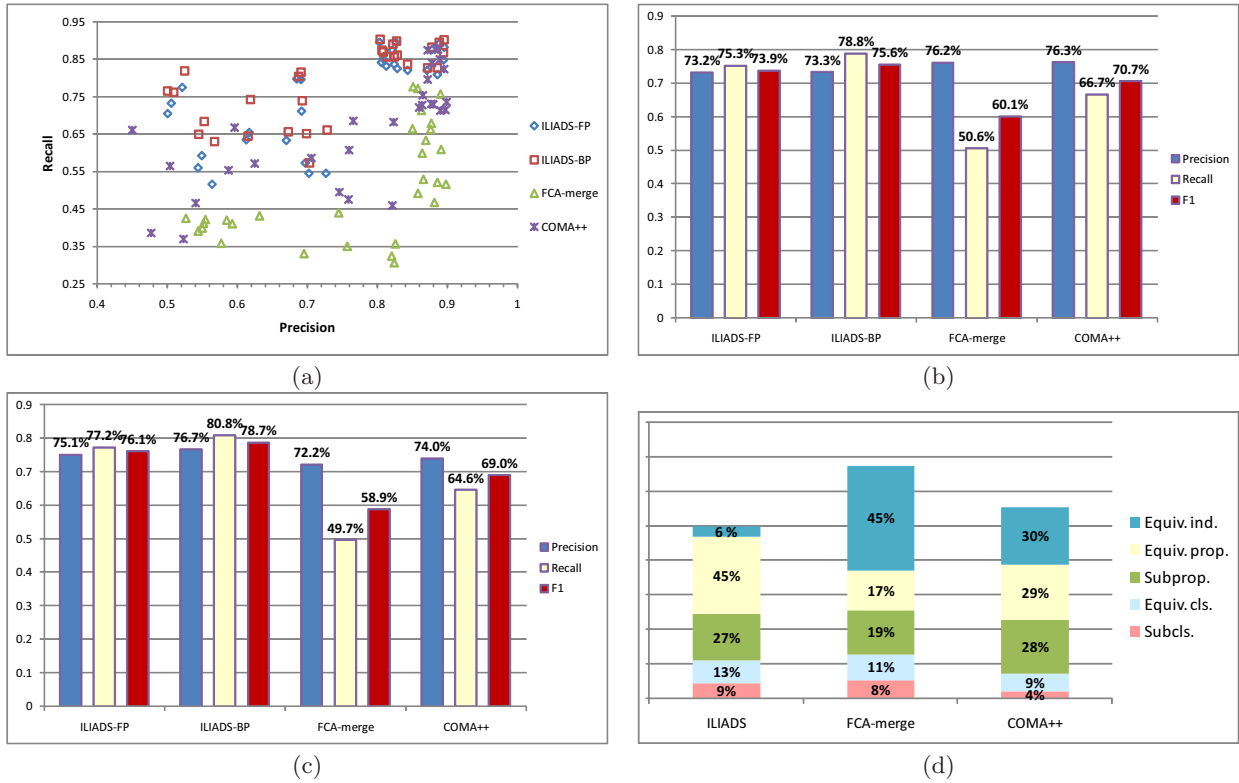 0.95
0.85
0.75
0.65
0.55
0.45
0.35
0.25
Recall
0.4 0.5 0.6 0.7 0.8 0.9 1
Precision
ILIADS-FP
ILIADS-BP
FCA-merge
COMA++
(a)
0.9
0.8
0.7
0.6
0.5
0.4
0.3
0.2
0.1
0
73.2% 75.3% 73.9%
73.3% 78.8% 75.6%
76.2% 50.6% 60.1%
76.3% 66.7% 70.7%
ILIADS-FP ILIADS-BP FCA-merge COMA++
Precision
Recall
F1
(b)
0.9
0.8
0.7
0.6
0.5
0.4
0.3
0.2
0.1
0
75.1% 77.2% 76.1%
76.7% 80.8% 78.7%
72.2% 49.7% 58.9%
74.0% 64.6% 69.0%
ILIADS-FP ILIADS-BP FCA-merge COMA++
Precision
Recall
F1
(c)
6 %
45%
27%
13%
9%
45%
17%
19%
11%
8%
30%
29%
28%
9%
4%
ILIADS FCA-merge COMA++
Equiv. ind.
Equiv. prop.
Subprop.
Equiv. cls.
Subcls.
(d)